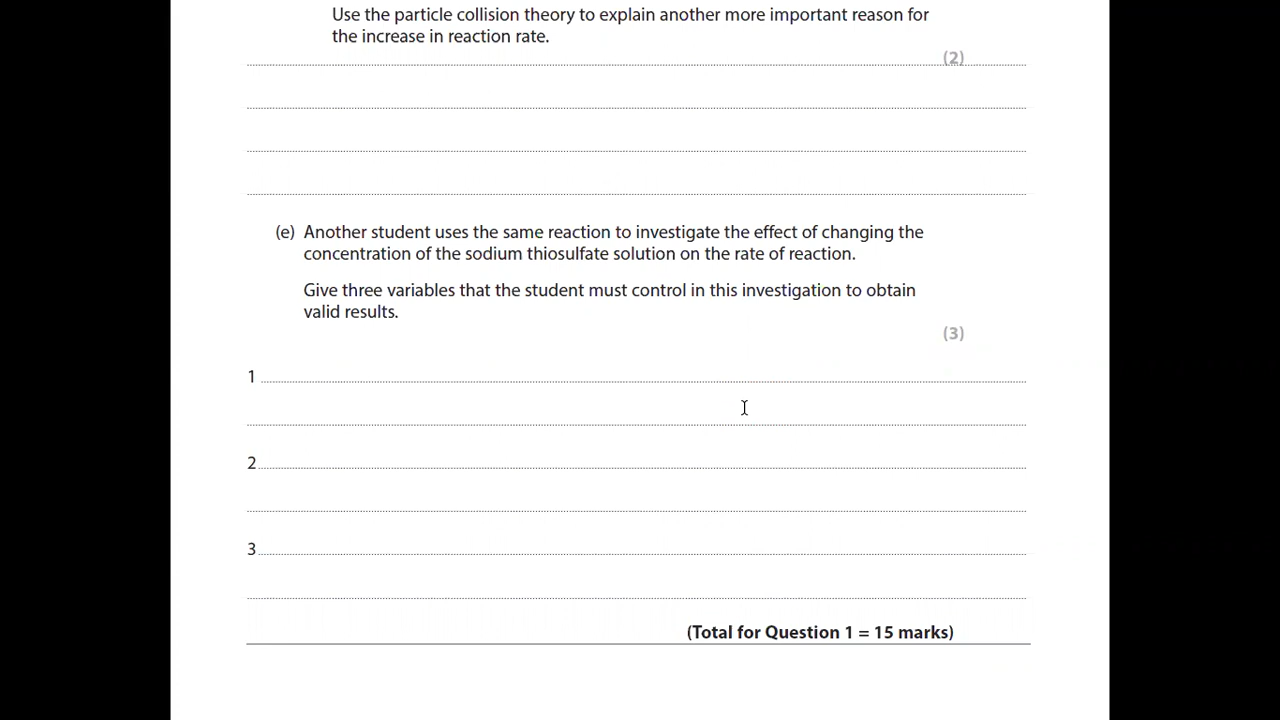 Use the particle collision theory to explain another more important reason for
the increase in reaction rate.
(2)
(e) Another student uses the same reaction to investigate the effect of changing the
concentration of the sodium thiosulfate solution on the rate of reaction.
Give three variables that the student must control in this investigation to obtain
valid results.
(3)
1
2
3
(Total for Question 1 = 15 marks)